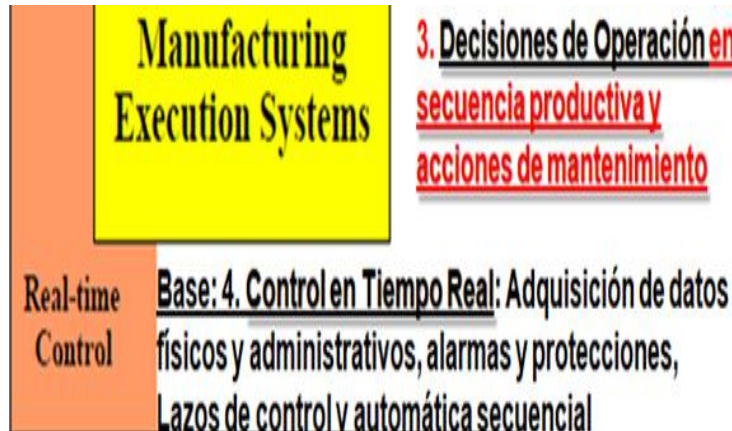 Manufacturing
Execution Systems
3. Decisiones de Operación en
secuencia productiva y
acciones de mantenimiento
Real-time
Control
Base: 4. Control en Tiempo Real: Adquisición de datos
físicos y administrativos, alarmas y protecciones,
Lazos de control y automática secuencial